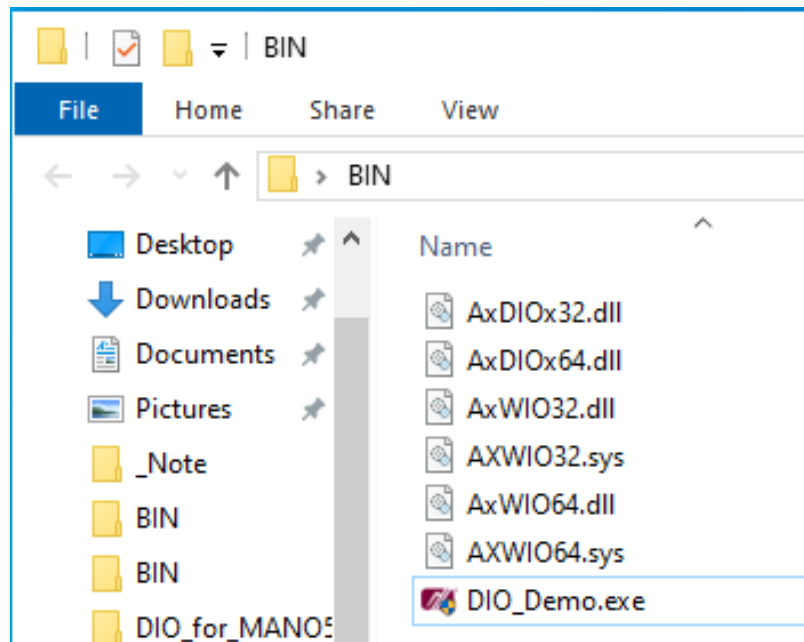 BIN
File Home Share View
BIN
Desktop
Downloads
Documents
Pictures
_Note
BIN
BIN
Name
AxDIOx32.dll
AxDIOx64.dll
AxWIO32.dll
AXWIO32.sys
AxWIO64.dll
AXWIO64.sys
DIO_Demo.exe